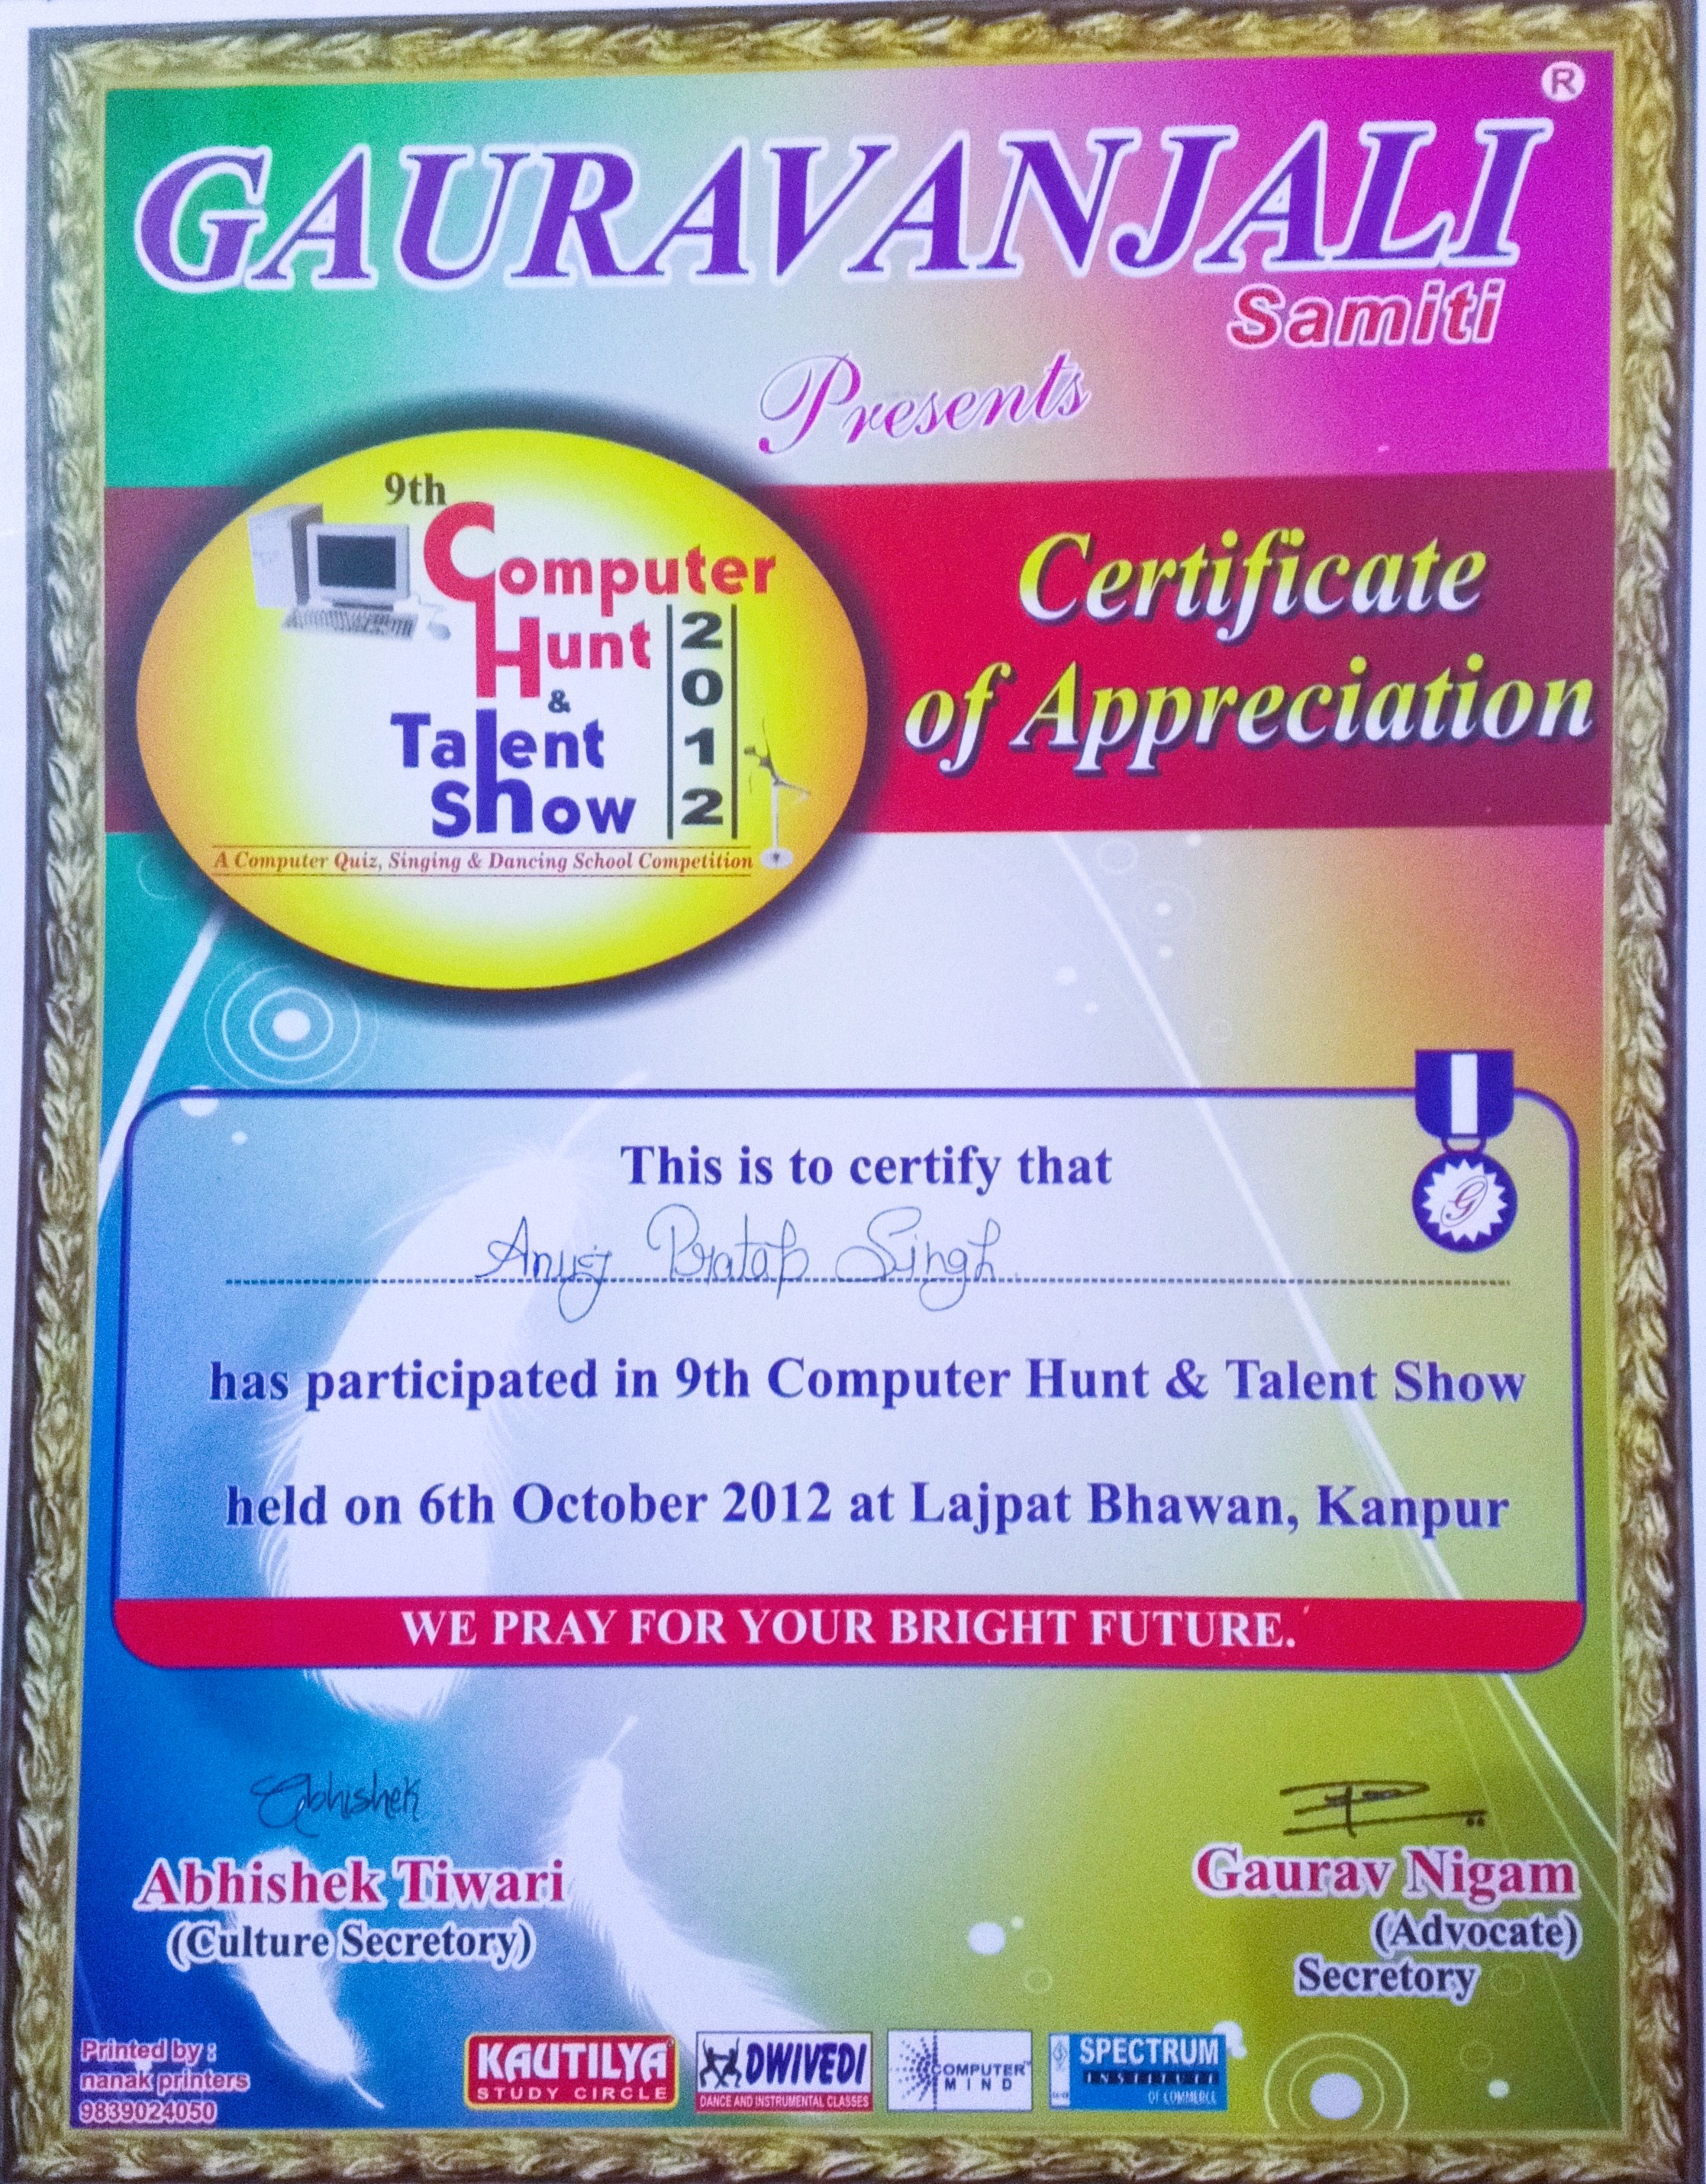 ®
GAURAVANJALI
Samiti
Presents
9th
Computer
Hunt
&
Talent
Show
2012
A Computer Quiz, Singing & Dancing School Competition
Certificate
of Appreciation
G
This is to certify that
Anuj Pratap Singh
has participated in 9th Computer Hunt & Talent Show
held on 6th October 2012 at Lajpat Bhawan, Kanpur
WE PRAY FOR YOUR BRIGHT FUTURE.
Abhishek
Abhishek Tiwari
(Culture Secretory)
Gaurav Nigam
(Advocate)
Secretory
Printed by :
nanak printers
9839024050
KAUTILYA
STUDY CIRCLE
DWIVEDI
DANCE AND INSTRUMENTAL CLASSES
COMPUTER
MIND
SPECTRUM
INSTITUTE
OF COMMERCE